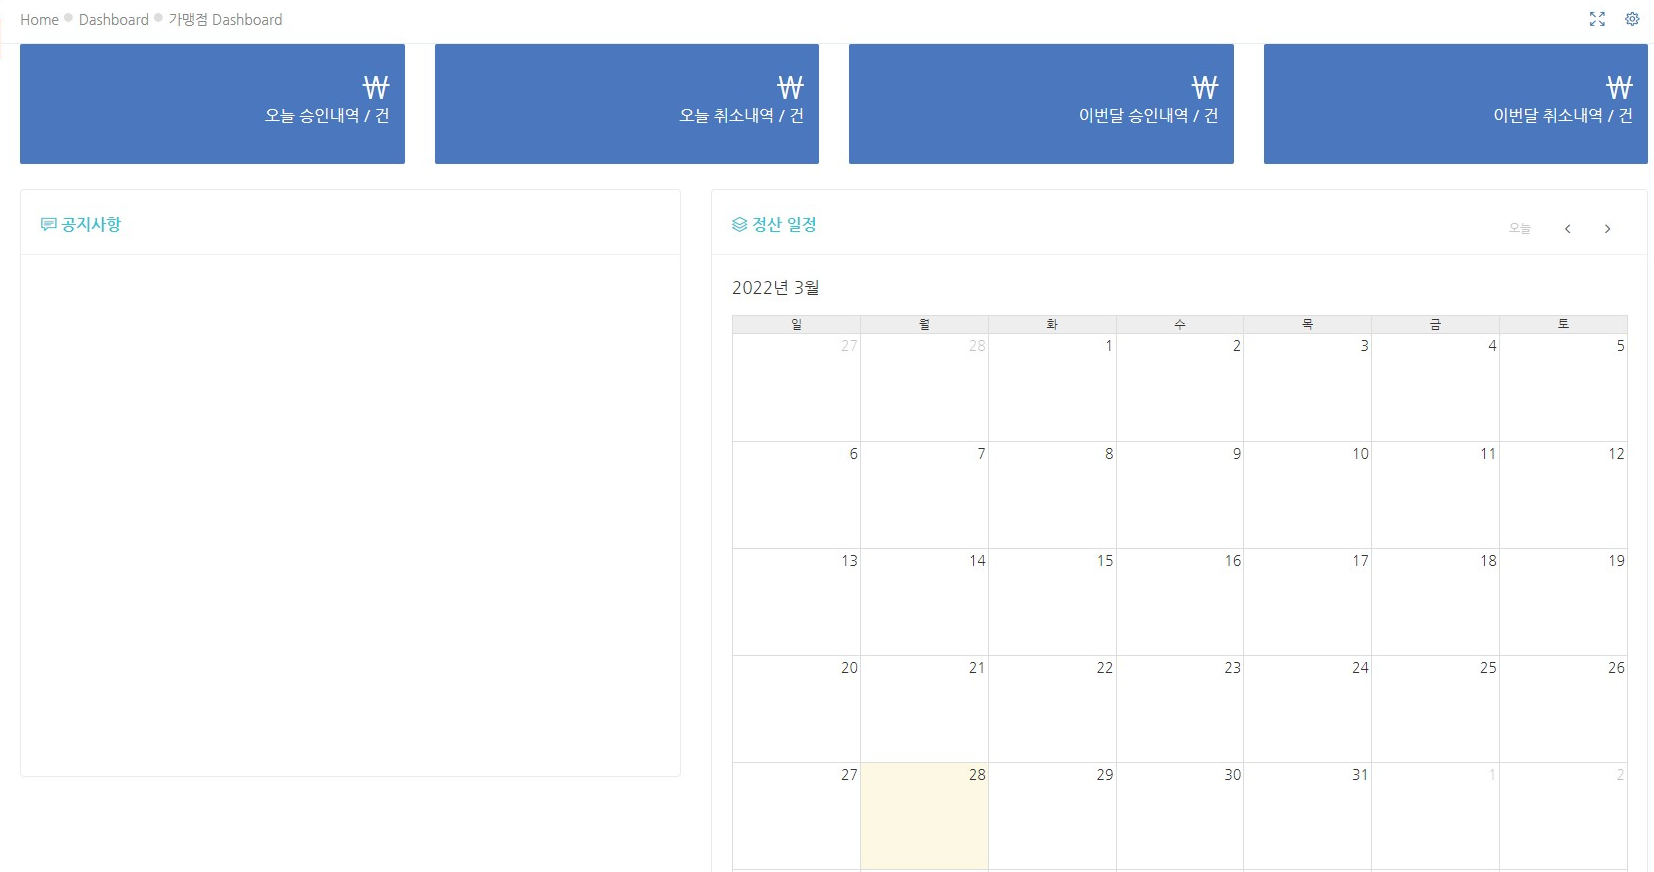 Home Dashboard 가맹점 Dashboard
₩
오늘 승인내역 / 건
₩
오늘 취소내역 / 건
₩
이번달 승인내역 / 건
₩
이번달 취소내역 / 건
공지사항
정산 일정
오늘 < >
2022년 3월
일 월 화 수 목 금 토
27 28 1 2 3 4 5
6 7 8 9 10 11 12
13 14 15 16 17 18 19
20 21 22 23 24 25 26
27 28 29 30 31 1 2